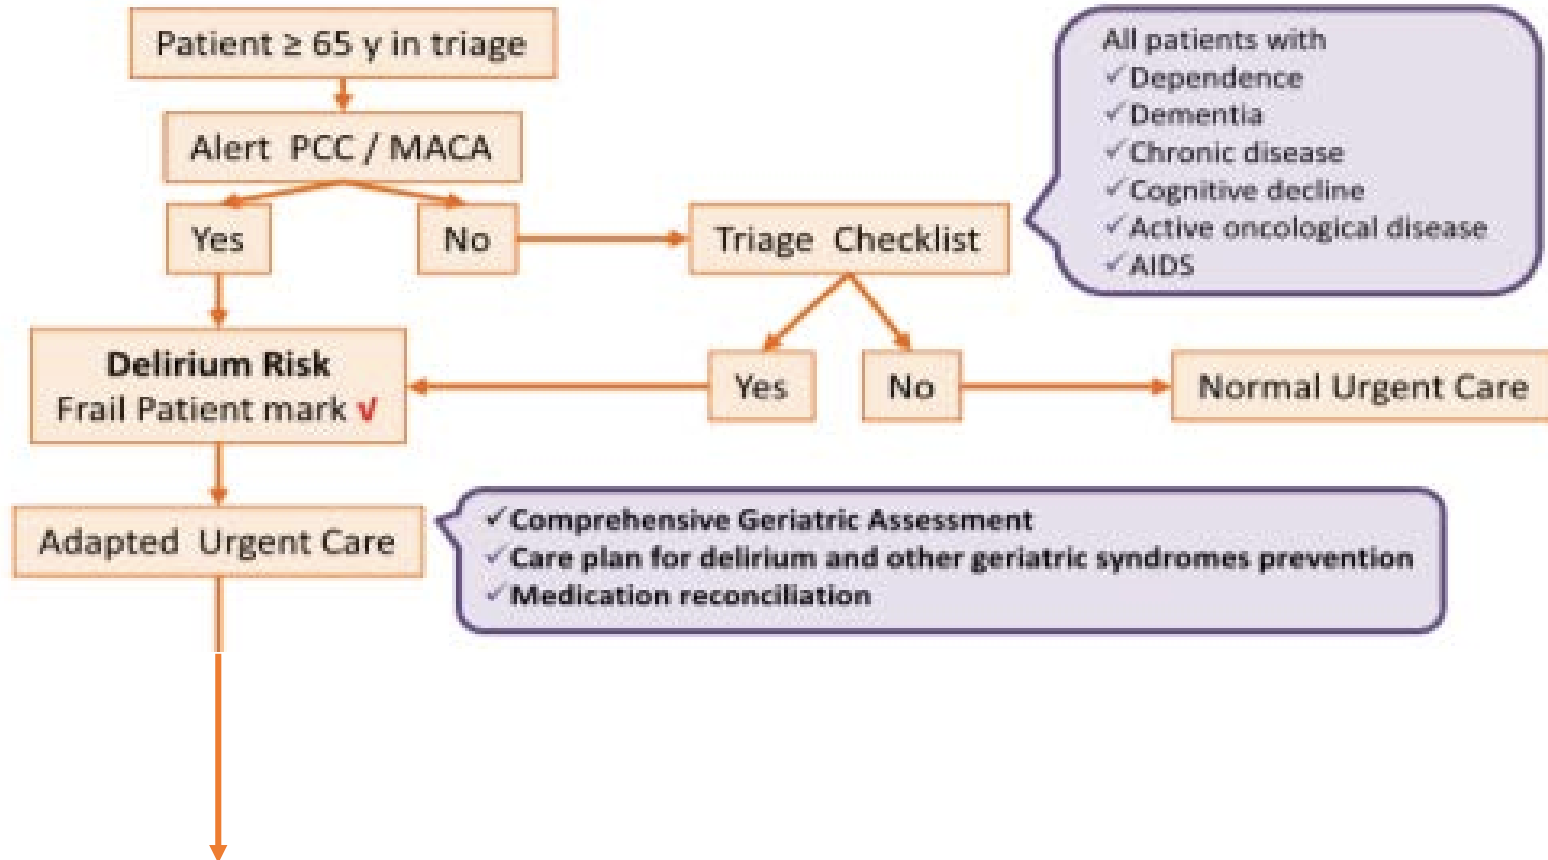 Patient ≥ 65 y in triage
Alert PCC / MACA
Yes
No
Triage Checklist
All patients with
✓Dependence
✓Dementia
✓Chronic disease
✓Cognitive decline
✓Active oncological disease
✓AIDS
Delirium Risk
Frail Patient mark √
Yes
No
Normal Urgent Care
Adapted Urgent Care
✓Comprehensive Geriatric Assessment
✓Care plan for delirium and other geriatric syndromes prevention
✓Medication reconciliation